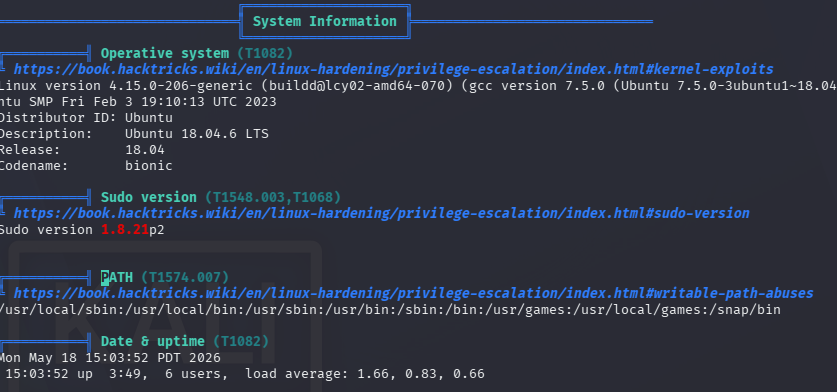 System Information
Operative system (T1082)
https://book.hacktricks.wiki/en/linux-hardening/privilege-escalation/index.html#kernel-exploits
Linux version 4.15.0-206-generic (buildd@lcy02-amd64-070) (gcc version 7.5.0 (Ubuntu 7.5.0-3ubuntu1~18.04
ntu SMP Fri Feb 3 19:10:13 UTC 2023
Distributor ID: Ubuntu
Description:    Ubuntu 18.04.6 LTS
Release:        18.04
Codename:       bionic
Sudo version (T1548.003,T1068)
https://book.hacktricks.wiki/en/linux-hardening/privilege-escalation/index.html#sudo-version
Sudo version 1.8.21p2
PATH (T1574.007)
https://book.hacktricks.wiki/en/linux-hardening/privilege-escalation/index.html#writable-path-abuses
/usr/local/sbin:/usr/local/bin:/usr/sbin:/usr/bin:/sbin:/bin:/usr/games:/usr/local/games:/snap/bin
KALI
Date & uptime (T1082)
Mon May 18 15:03:52 PDT 2026
15:03:52 up  3:49,  6 users,  load average: 1.66, 0.83, 0.66